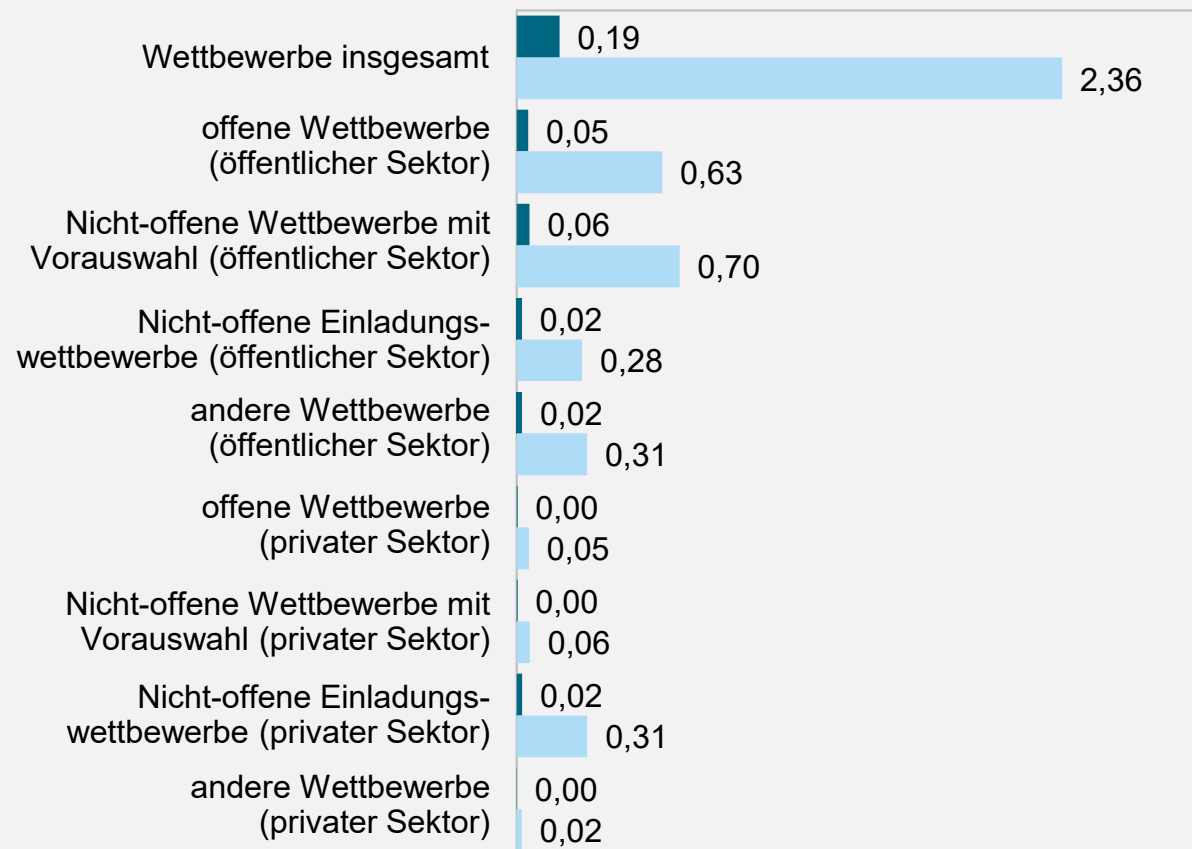 Wettbewerbe insgesamt
0,19
2,36
offene Wettbewerbe
(öffentlicher Sektor)
0,05
0,63
Nicht-offene Wettbewerbe mit
Vorauswahl (öffentlicher Sektor)
0,06
0,70
Nicht-offene Einladungs-
wettbewerbe (öffentlicher Sektor)
0,02
0,28
andere Wettbewerbe
(öffentlicher Sektor)
0,02
0,31
offene Wettbewerbe
(privater Sektor)
0,00
0,05
Nicht-offene Wettbewerbe mit
Vorauswahl (privater Sektor)
0,00
0,06
Nicht-offene Einladungs-
wettbewerbe (privater Sektor)
0,02
0,31
andere Wettbewerbe
(privater Sektor)
0,00
0,02